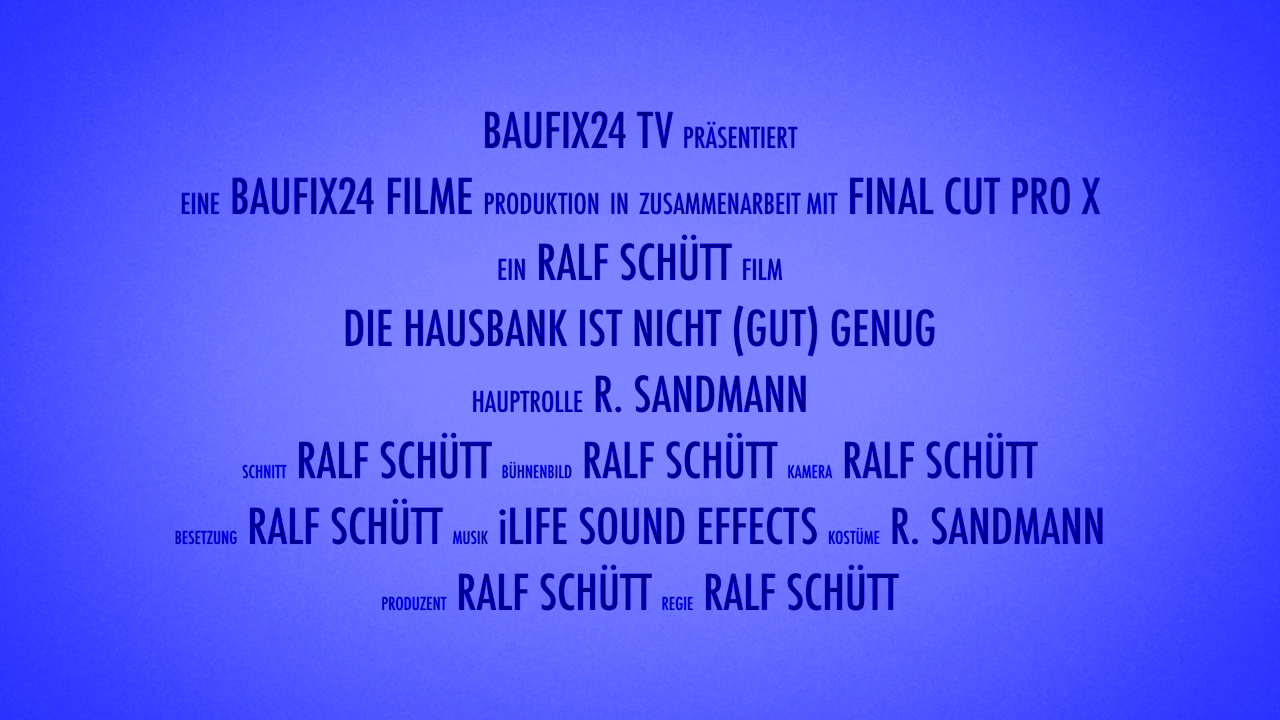 BAUFIX24 TV PRÄSENTIERT
EINE BAUFIX24 FILME PRODUKTION IN ZUSAMMENARBEIT MIT FINAL CUT PRO X
EIN RALF SCHÜTT FILM
DIE HAUSBANK IST NICHT (GUT) GENUG
HAUPTROLLE R. SANDMANN
SCHNITT RALF SCHÜTT BÜHNENBILD RALF SCHÜTT KAMERA RALF SCHÜTT
BESETZUNG RALF SCHÜTT MUSIK iLIFE SOUND EFFECTS KOSTÜME R. SANDMANN
PRODUZENT RALF SCHÜTT REGIE RALF SCHÜTT